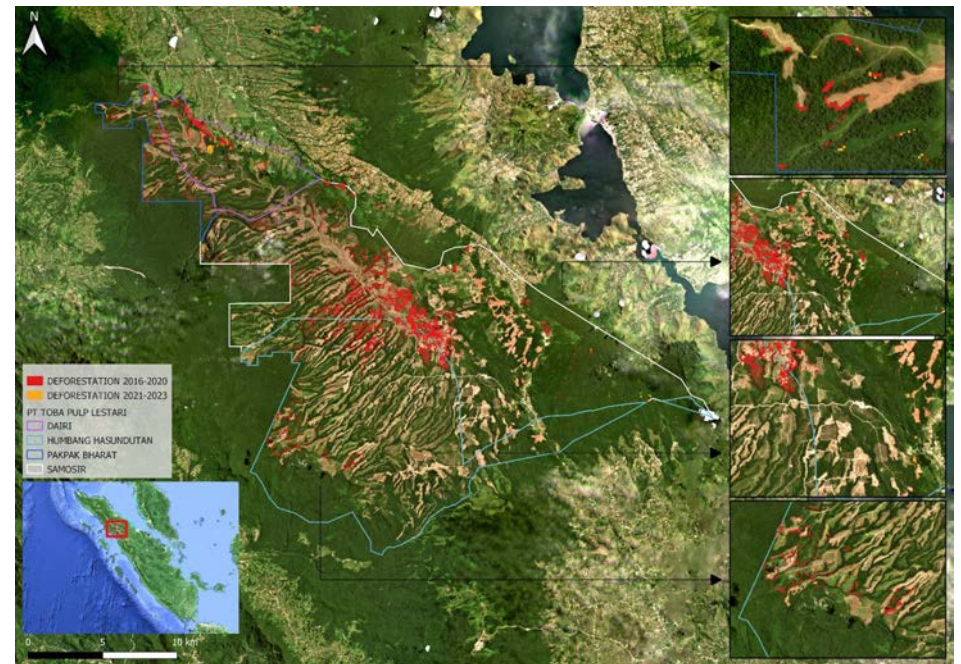 N
DEFORESTATION 2016-2020
DEFORESTATION 2021-2023
PT TOBA PULP LESTARI
DAIRI
HUMBANG HASUNDUTAN
PAKPAK BHARAT
SAMOSIR
0 5 10 km